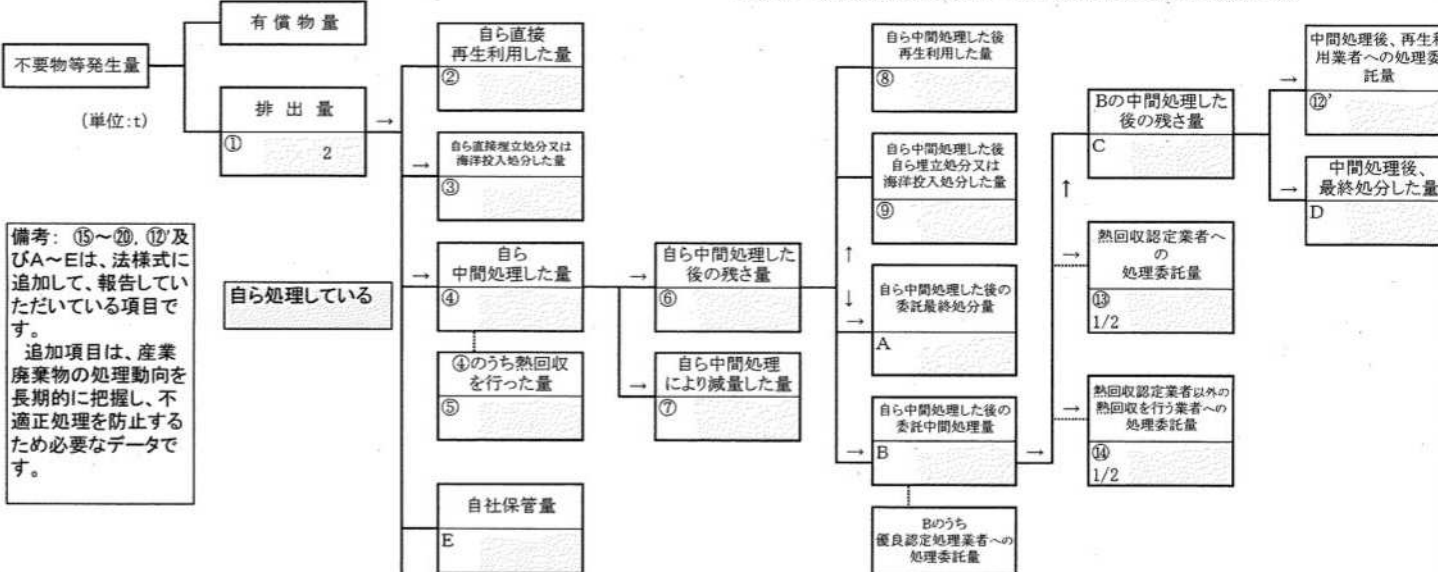 有償物量
不要物等発生量
(単位:t)
排出量
①
2
→
備考: ⑮~⑳, ⑫'及
びA~Eは、法様式に
追加して、報告してい
ただいている項目で
す。
追加項目は、産業
廃棄物の処理動向を
長期的に把握し、不
適正処理を防止する
ため必要なデータで
す。
自ら処理している
自ら直接
再生利用した量
②
→
自ら直接埋立処分又は
海洋投入処分した量
③
→
自ら
中間処理した量
④
④のうち熱回収
を行った量
⑤
自社保管量
E
→
自ら中間処理した
後の残さ量
⑥
→
自ら中間処理
により減量した量
⑦
自ら中間処理した後
再生利用した量
⑧
自ら中間処理した後
自ら埋立処分又は
海洋投入処分した量
⑨
↑
↓
→
自ら中間処理した後の
委託最終処分量
A
→
自ら中間処理した後の
委託中間処理量
B
→
Bのうち
優良認定処理業者への
処理委託量
Bの中間処理した
後の残さ量
C
↑
→
熱回収認定業者へ
の
処理委託量
⑬
1/2
→
熱回収認定業者以外の
熱回収を行う業者への
処理委託量
⑭
1/2
→
中間処理後、再生利
用業者への処理委
託量
⑫'
→
中間処理後、
最終処分した量
D